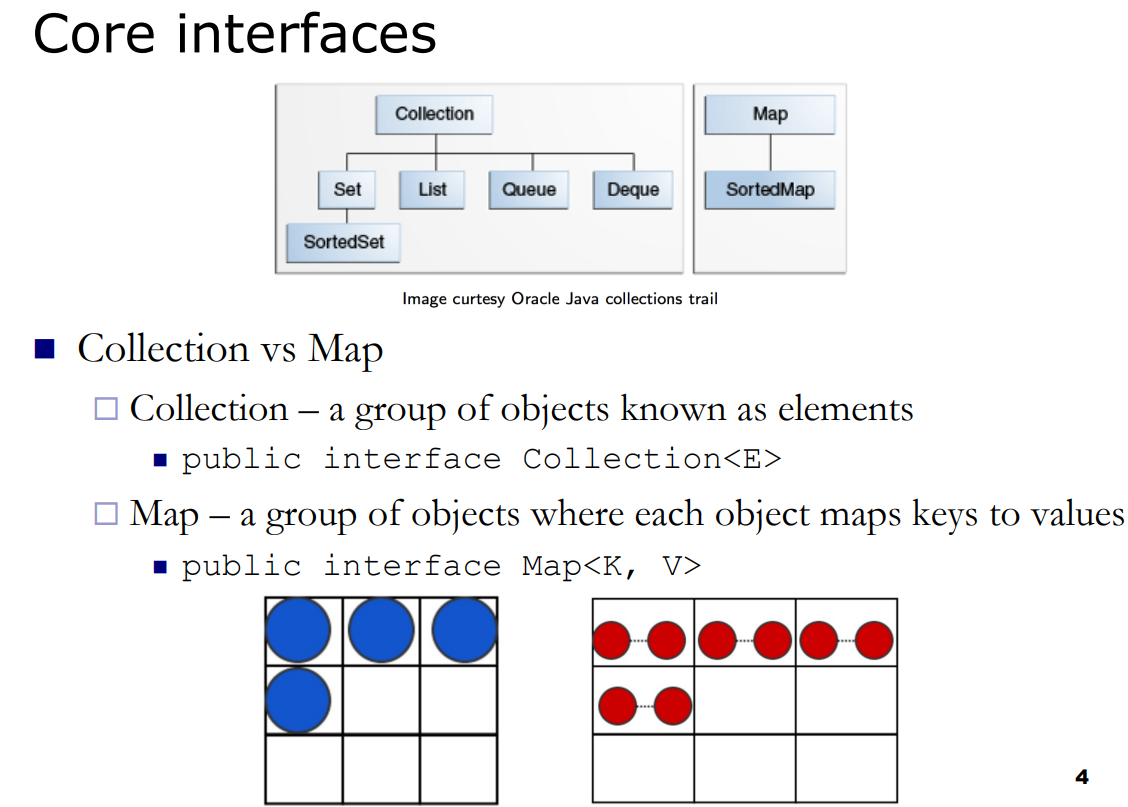 Core interfaces
Collection
Map
Set
List
Queue
Deque
SortedMap
SortedSet
Image curtesy Oracle Java collections trail
Collection vs Map
Collection – a group of objects known as elements
public interface Collection<E>
Map – a group of objects where each object maps keys to values
public interface Map<K, V>
4